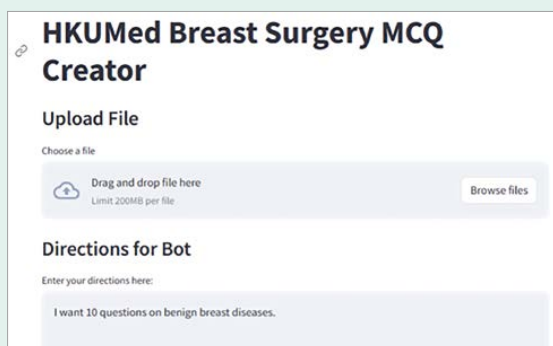 HKUMed Breast Surgery MCQ
Creator
Upload File
Choose a file
Drag and drop file here
Limit 200MB per file
Browse files
Directions for Bot
Enter your directions here:
I want 10 questions on benign breast diseases.